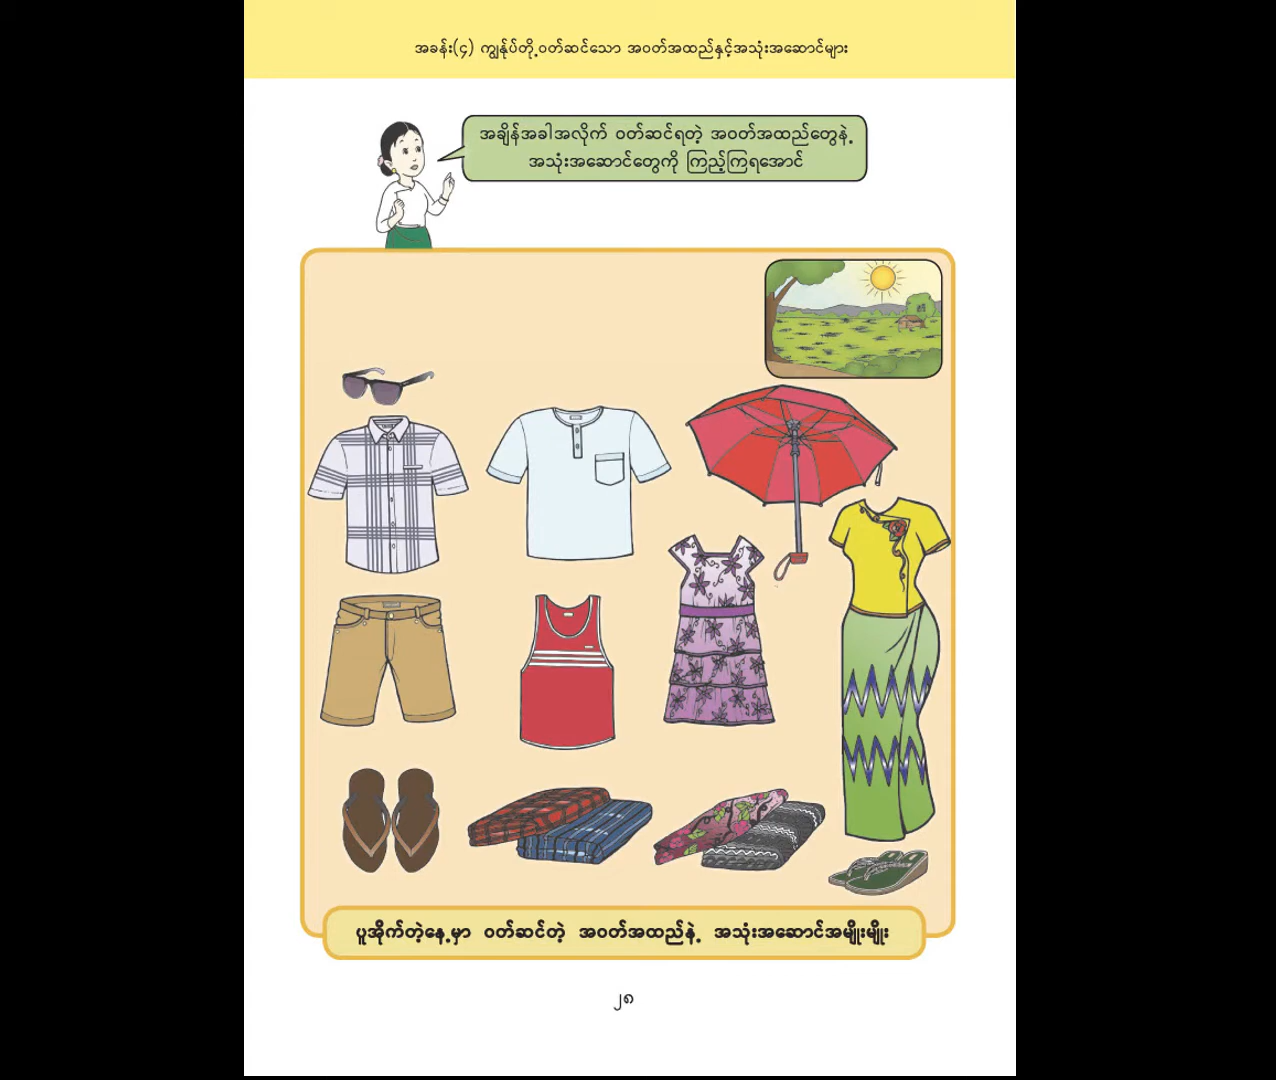 အခန်း(၄) ကျွန်ုပ်တို့ဝတ်ဆင်သော အဝတ်အထည်နှင့်အသုံးအဆောင်များ
အချိန်အခါအလိုက် ဝတ်ဆင်ရတဲ့ အဝတ်အထည်တွေနဲ့
အသုံးအဆောင်တွေကို ကြည့်ကြရအောင်
ပူအိုက်တဲ့နေ့မှာ ဝတ်ဆင်တဲ့ အဝတ်အထည်နဲ့ အသုံးအဆောင်အမျိုးမျိုး
၂၈